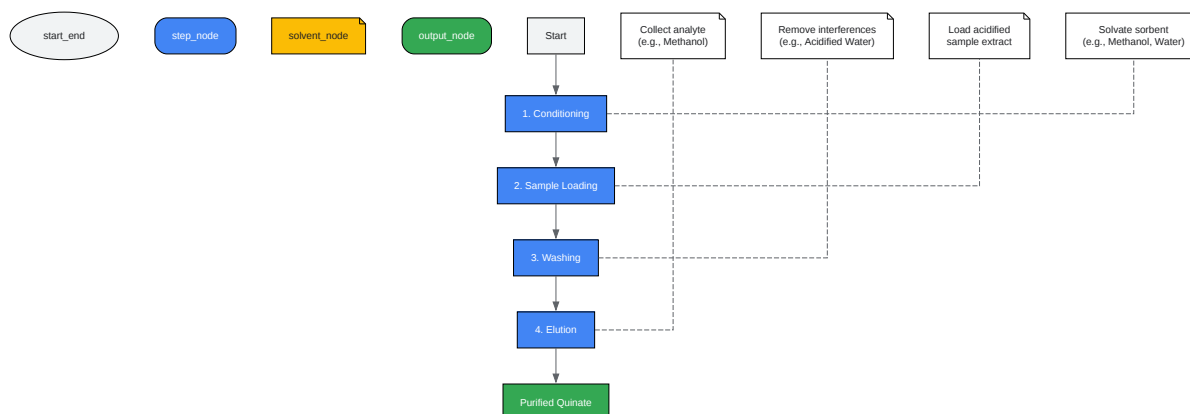 start_end
step_node
solvent_node
output_node
Start
Collect analyte
(e.g., Methanol)
Remove interferences
(e.g., Acidified Water)
Load acidified
sample extract
Solvate sorbent
(e.g., Methanol, Water)
1. Conditioning
2. Sample Loading
3. Washing
4. Elution
Purified Quinate